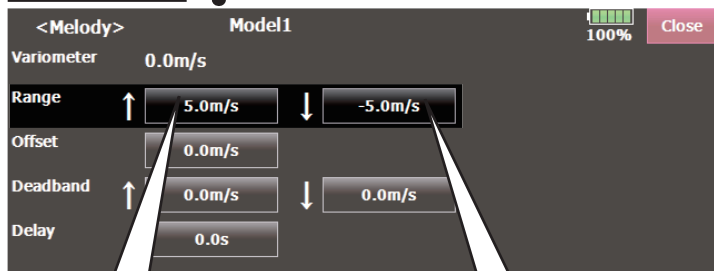 <Melody> Model1 100% Close
Variometer 0.0m/s
Range ↑ 5.0m/s ↓ -5.0m/s
Offset 0.0m/s
Deadband ↑ 0.0m/s ↓ 0.0m/s
Delay 0.0s